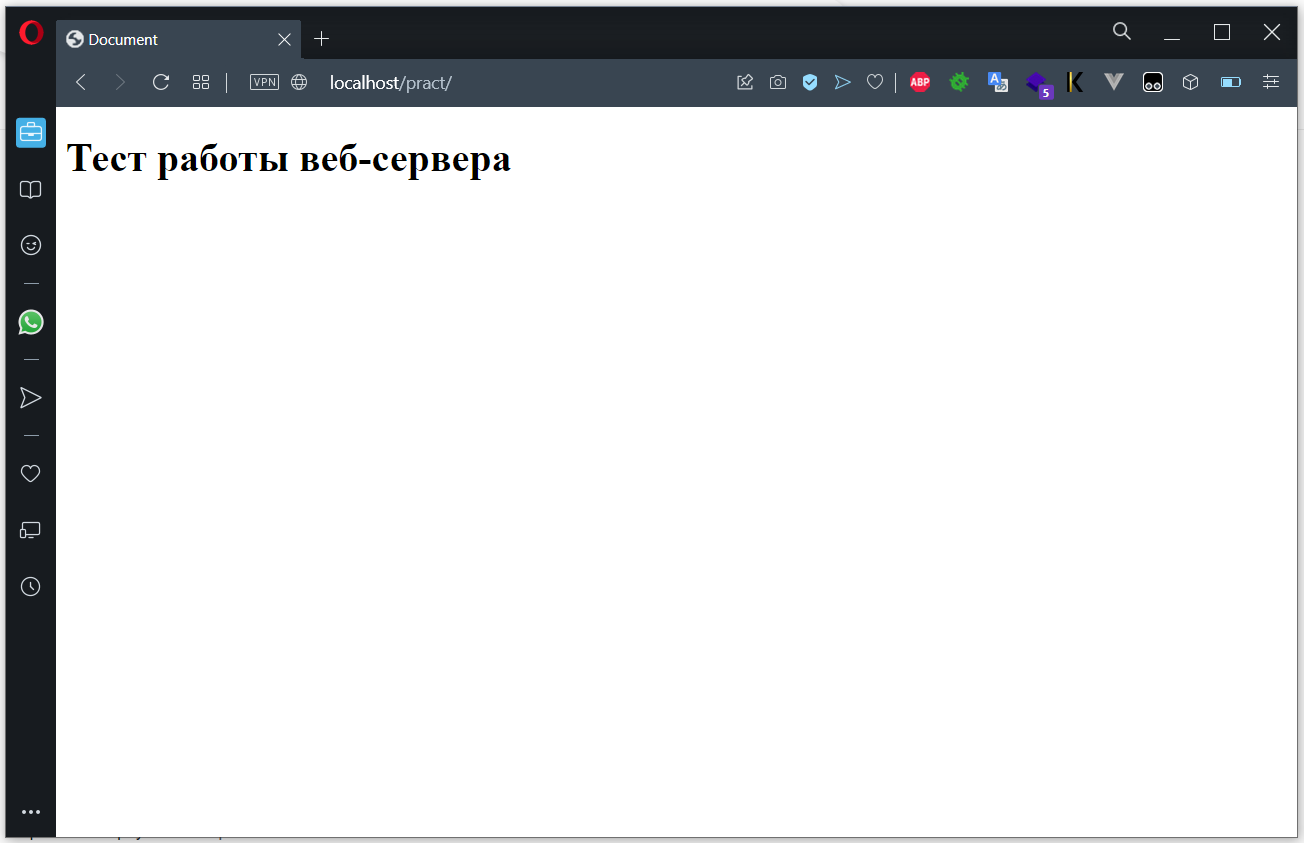 Document
VPN
localhost/pract/
ABP
A
5
K
Тест работы веб-сервера